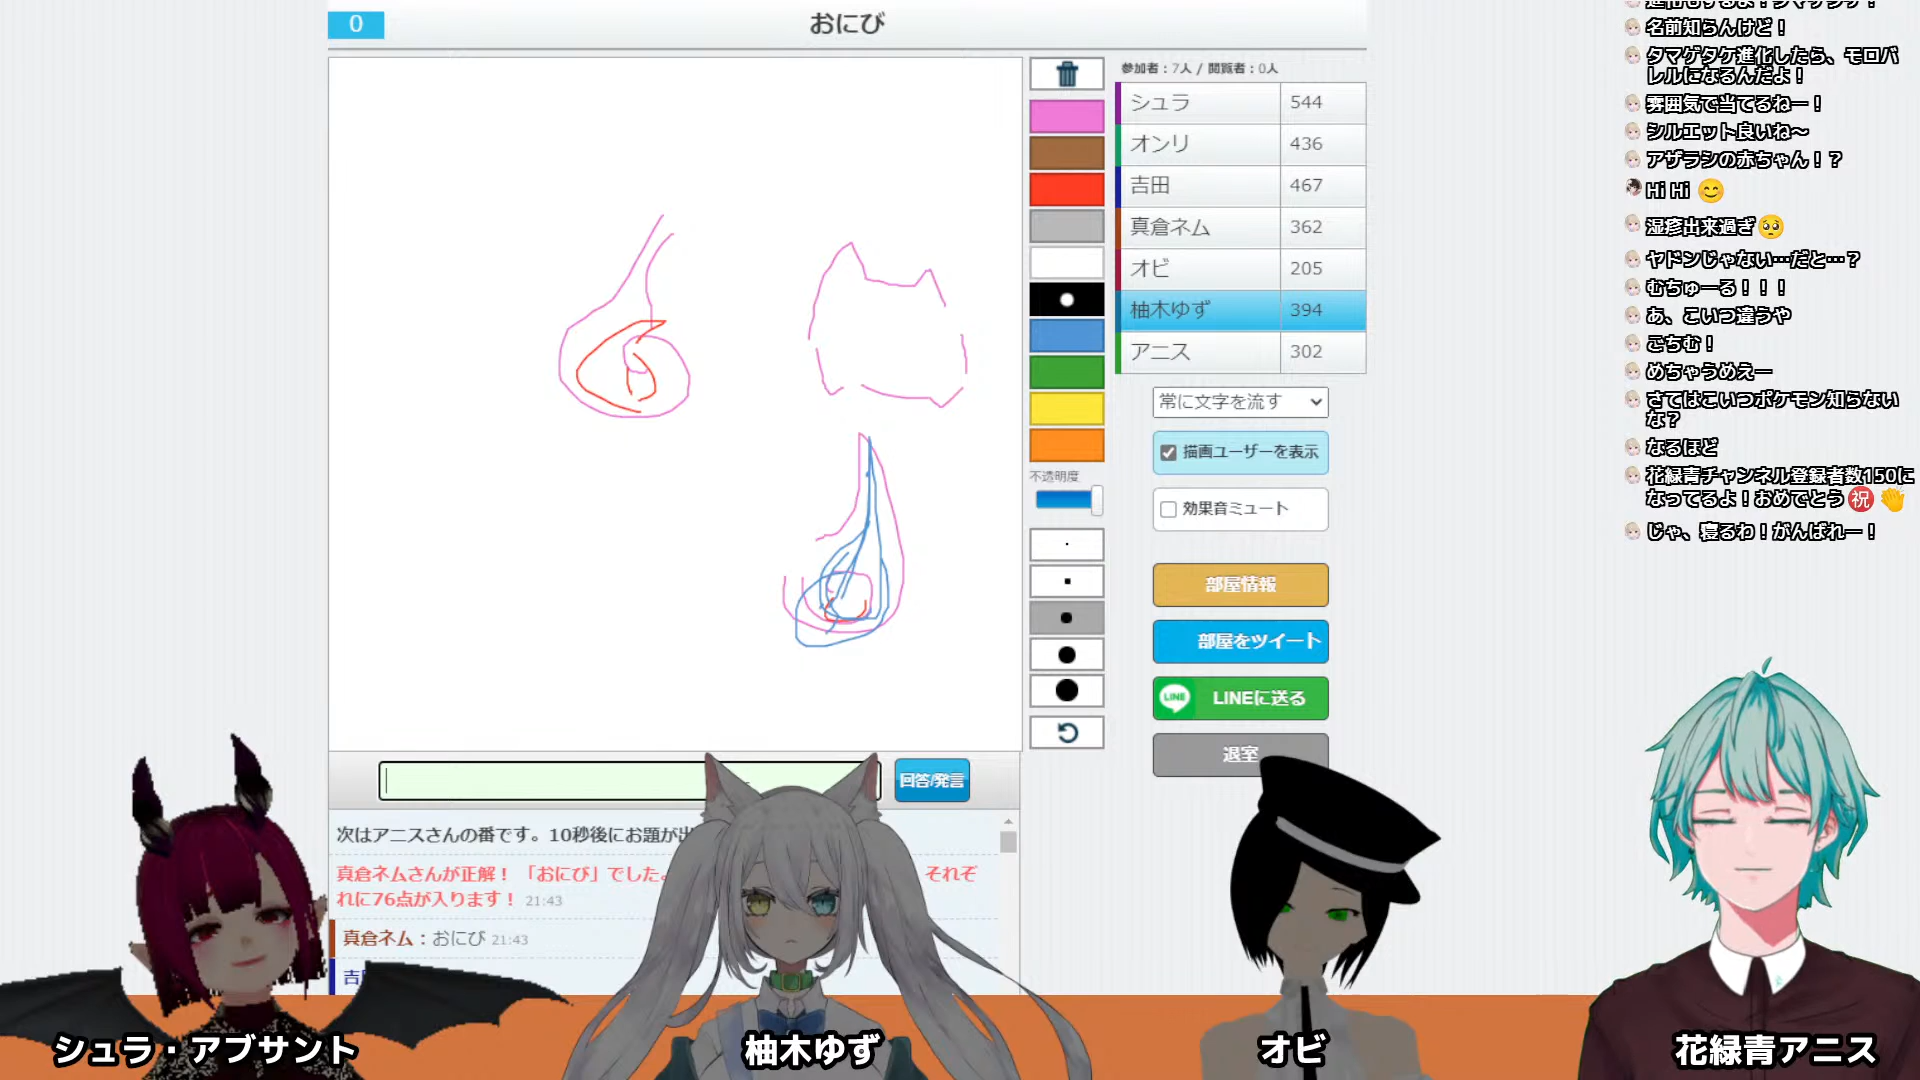 0
おにび
参加者：7人 / 閲覧者：0人
シュラ 544
オンリ 436
吉田 467
真倉ネム 362
オビ 205
柚木ゆず 394
アニス 302
常に文字を流す
描画ユーザーを表示
効果音ミュート
不透明度
部屋情報
部屋をツイート
LINE LINEに送る
退室
回答/発言
次はアニスさんの番です。10秒後にお題が出
真倉ネムさんが正解！「おにび」でした。
それぞ
れに76点が入ります！ 21:43
真倉ネム：おにび 21:43
吉
名前知らんけど！
タマゲタケ進化したら、モロバ
レルになるんだよ！
雰囲気で当てるねー！
シルエット良いね～
アザラシの赤ちゃん！？
Hi Hi 😊
湿疹出来過ぎ🥺
ヤドンじゃない…だと…？
むちゅーる！！！
あ、こいつ違うや
ごちむ！
めちゃうめえー
さてはこいつポケモン知らない
な？
なるほど
花緑青チャンネル登録者数150に
なってるよ！おめでとう㊗👏
じゃ、寝るわ！がんばれー！
シュラ・アブサント
柚木ゆず
オビ
花緑青アニス